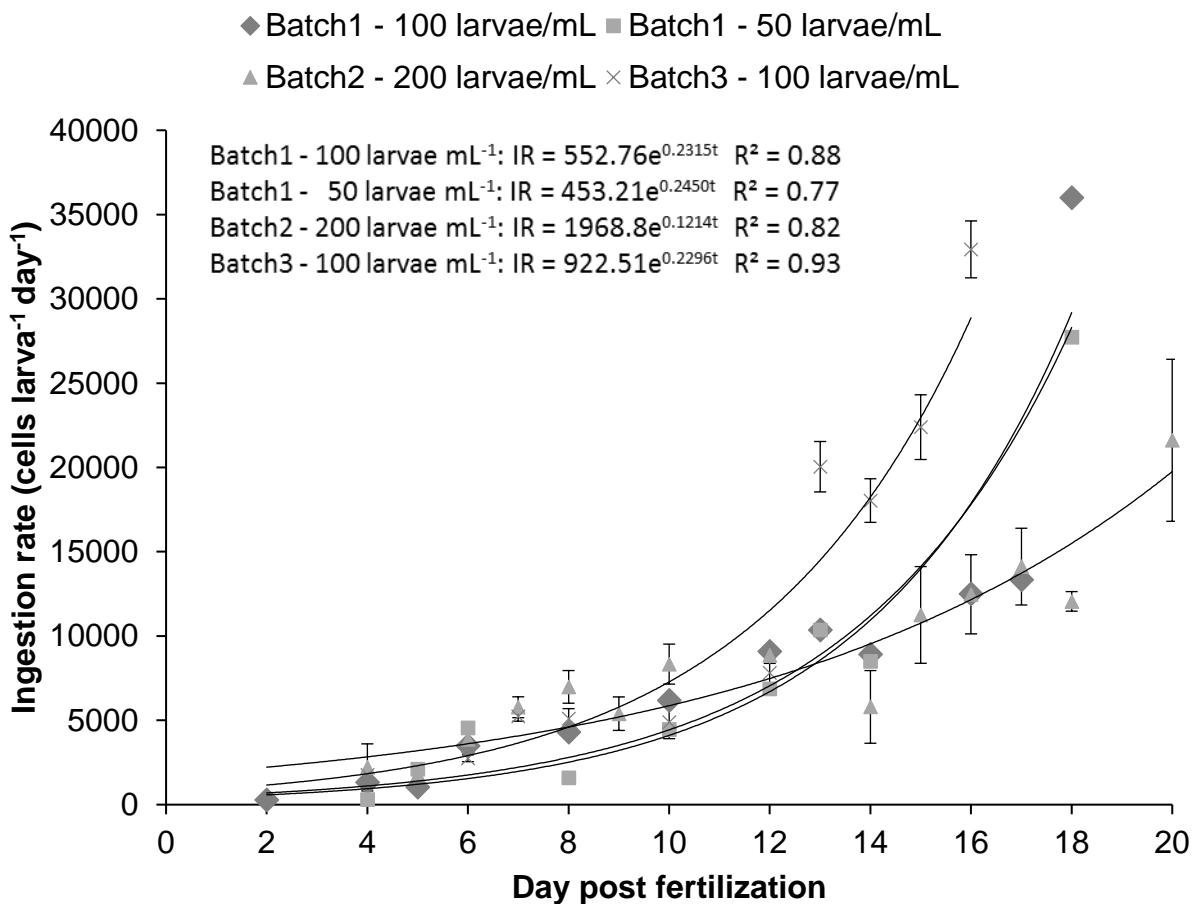 Batch1 - 100 larvae/mL Batch1 - 50 larvae/mL
Batch2 - 200 larvae/mL Batch3 - 100 larvae/mL
40000
35000
30000
25000
20000
15000
10000
5000
0
Ingestion rate (cells larva⁻¹ day⁻¹)
Batch1 - 100 larvae mL⁻¹: IR = 552.76e⁰·²³¹⁵ᵗ R² = 0.88
Batch1 - 50 larvae mL⁻¹: IR = 453.21e⁰·²⁴⁵⁰ᵗ R² = 0.77
Batch2 - 200 larvae mL⁻¹: IR = 1968.8e⁰·¹²¹⁴ᵗ R² = 0.82
Batch3 - 100 larvae mL⁻¹: IR = 922.51e⁰·²²⁹⁶ᵗ R² = 0.93
0 2 4 6 8 10 12 14 16 18 20
Day post fertilization